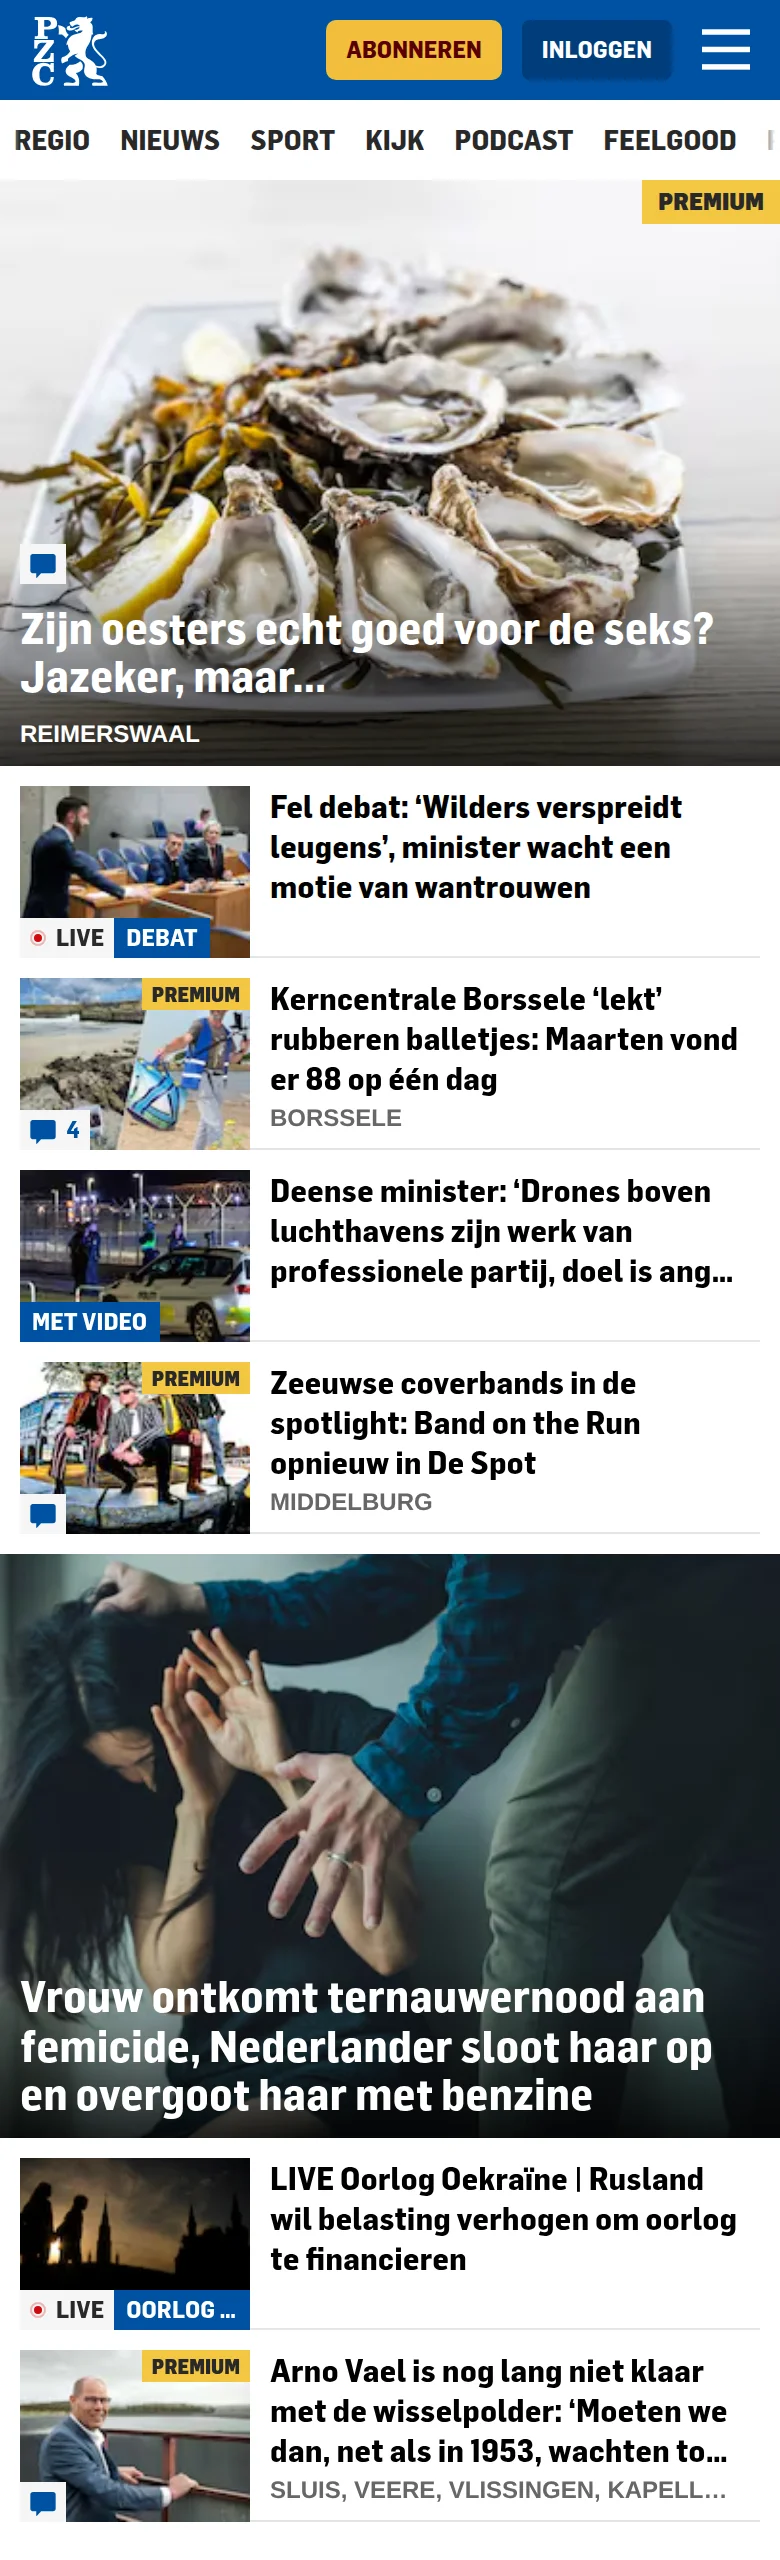 PZC
ABONNEREN
INLOGGEN
REGIO NIEUWS SPORT KIJK PODCAST FEELGOOD
PREMIUM
Zijn oesters echt goed voor de seks?
Jazeker, maar...
REIMERSWAAL
Fel debat: ‘Wilders verspreidt
leugens’, minister wacht een
motie van wantrouwen
LIVE DEBAT
PREMIUM
Kerncentrale Borssele ‘lekt’
rubberen balletjes: Maarten vond
er 88 op één dag
BORSSELE
4
Deense minister: ‘Drones boven
luchthavens zijn werk van
professionele partij, doel is ang...
MET VIDEO
PREMIUM
Zeeuwse coverbands in de
spotlight: Band on the Run
opnieuw in De Spot
MIDDELBURG
Vrouw ontkomt ternauwernood aan
femicide, Nederlander sloot haar op
en overgoot haar met benzine
LIVE Oorlog Oekraïne | Rusland
wil belasting verhogen om oorlog
te financieren
LIVE OORLOG ...
PREMIUM
Arno Vael is nog lang niet klaar
met de wisselpolder: ‘Moeten we
dan, net als in 1953, wachten to...
SLUIS, VEERE, VLISSINGEN, KAPELL...